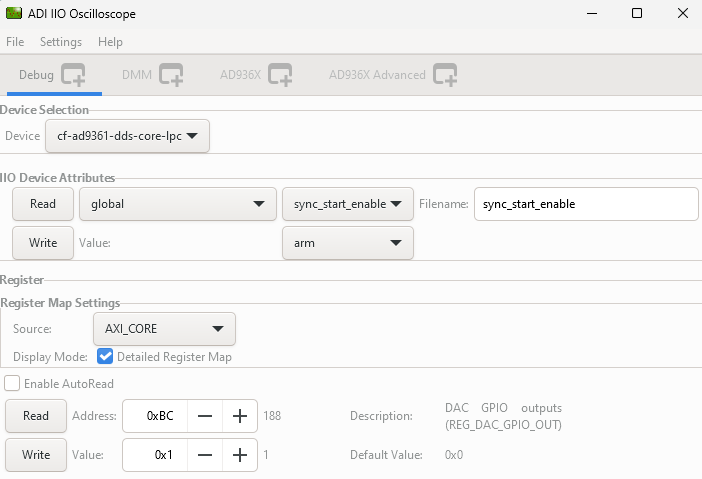 ADI IIO Oscilloscope
File Settings Help
Debug DMM AD936X AD936X Advanced
Device Selection
Device cf-ad9361-dds-core-lpc
IIO Device Attributes
Read global sync_start_enable Filename: sync_start_enable
Write Value: arm
Register
Register Map Settings
Source: AXI_CORE
Display Mode: Detailed Register Map
Enable AutoRead
Read Address: 0xBC 188 Description: DAC GPIO outputs
(REG_DAC_GPIO_OUT)
Write Value: 0x1 1 Default Value: 0x0